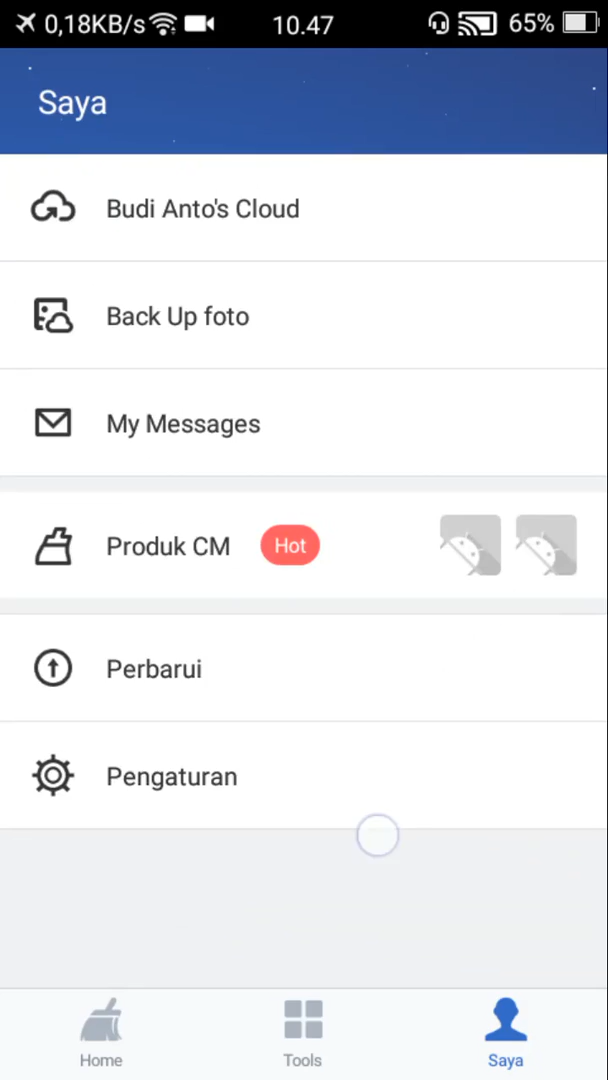 0,18KB/s 10.47 65%
Saya
Budi Anto's Cloud
Back Up foto
My Messages
Produk CM Hot
Perbarui
Pengaturan
Home Tools Saya